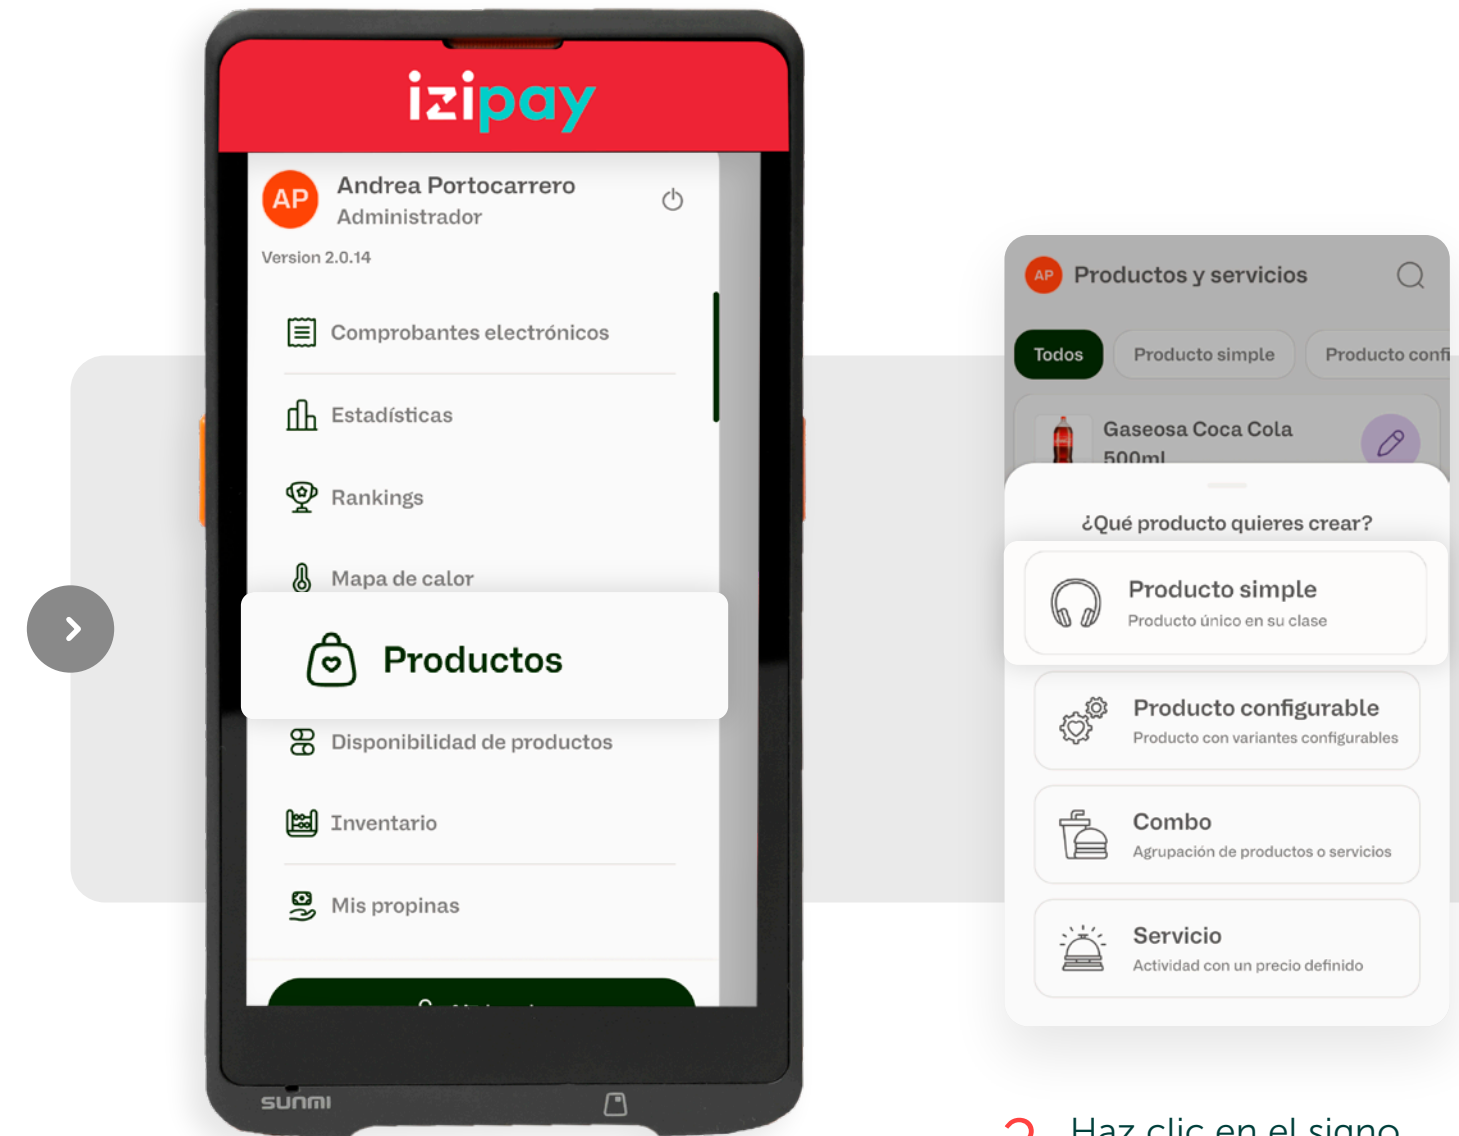 izipay
AP
Andrea Portocarrero
Administrador
Version 2.0.14
Comprobantes electrónicos
Estadísticas
Rankings
Mapa de calor
Productos
Disponibilidad de productos
Inventario
Mis propinas
SUNMI
AP
Productos y servicios
Todos
Producto simple
Producto confi
Gaseosa Coca Cola
500ml
¿Qué producto quieres crear?
Producto simple
Producto único en su clase
Producto configurable
Producto con variantes configurables
Combo
Agrupación de productos o servicios
Servicio
Actividad con un precio definido
Haz clic en el signo